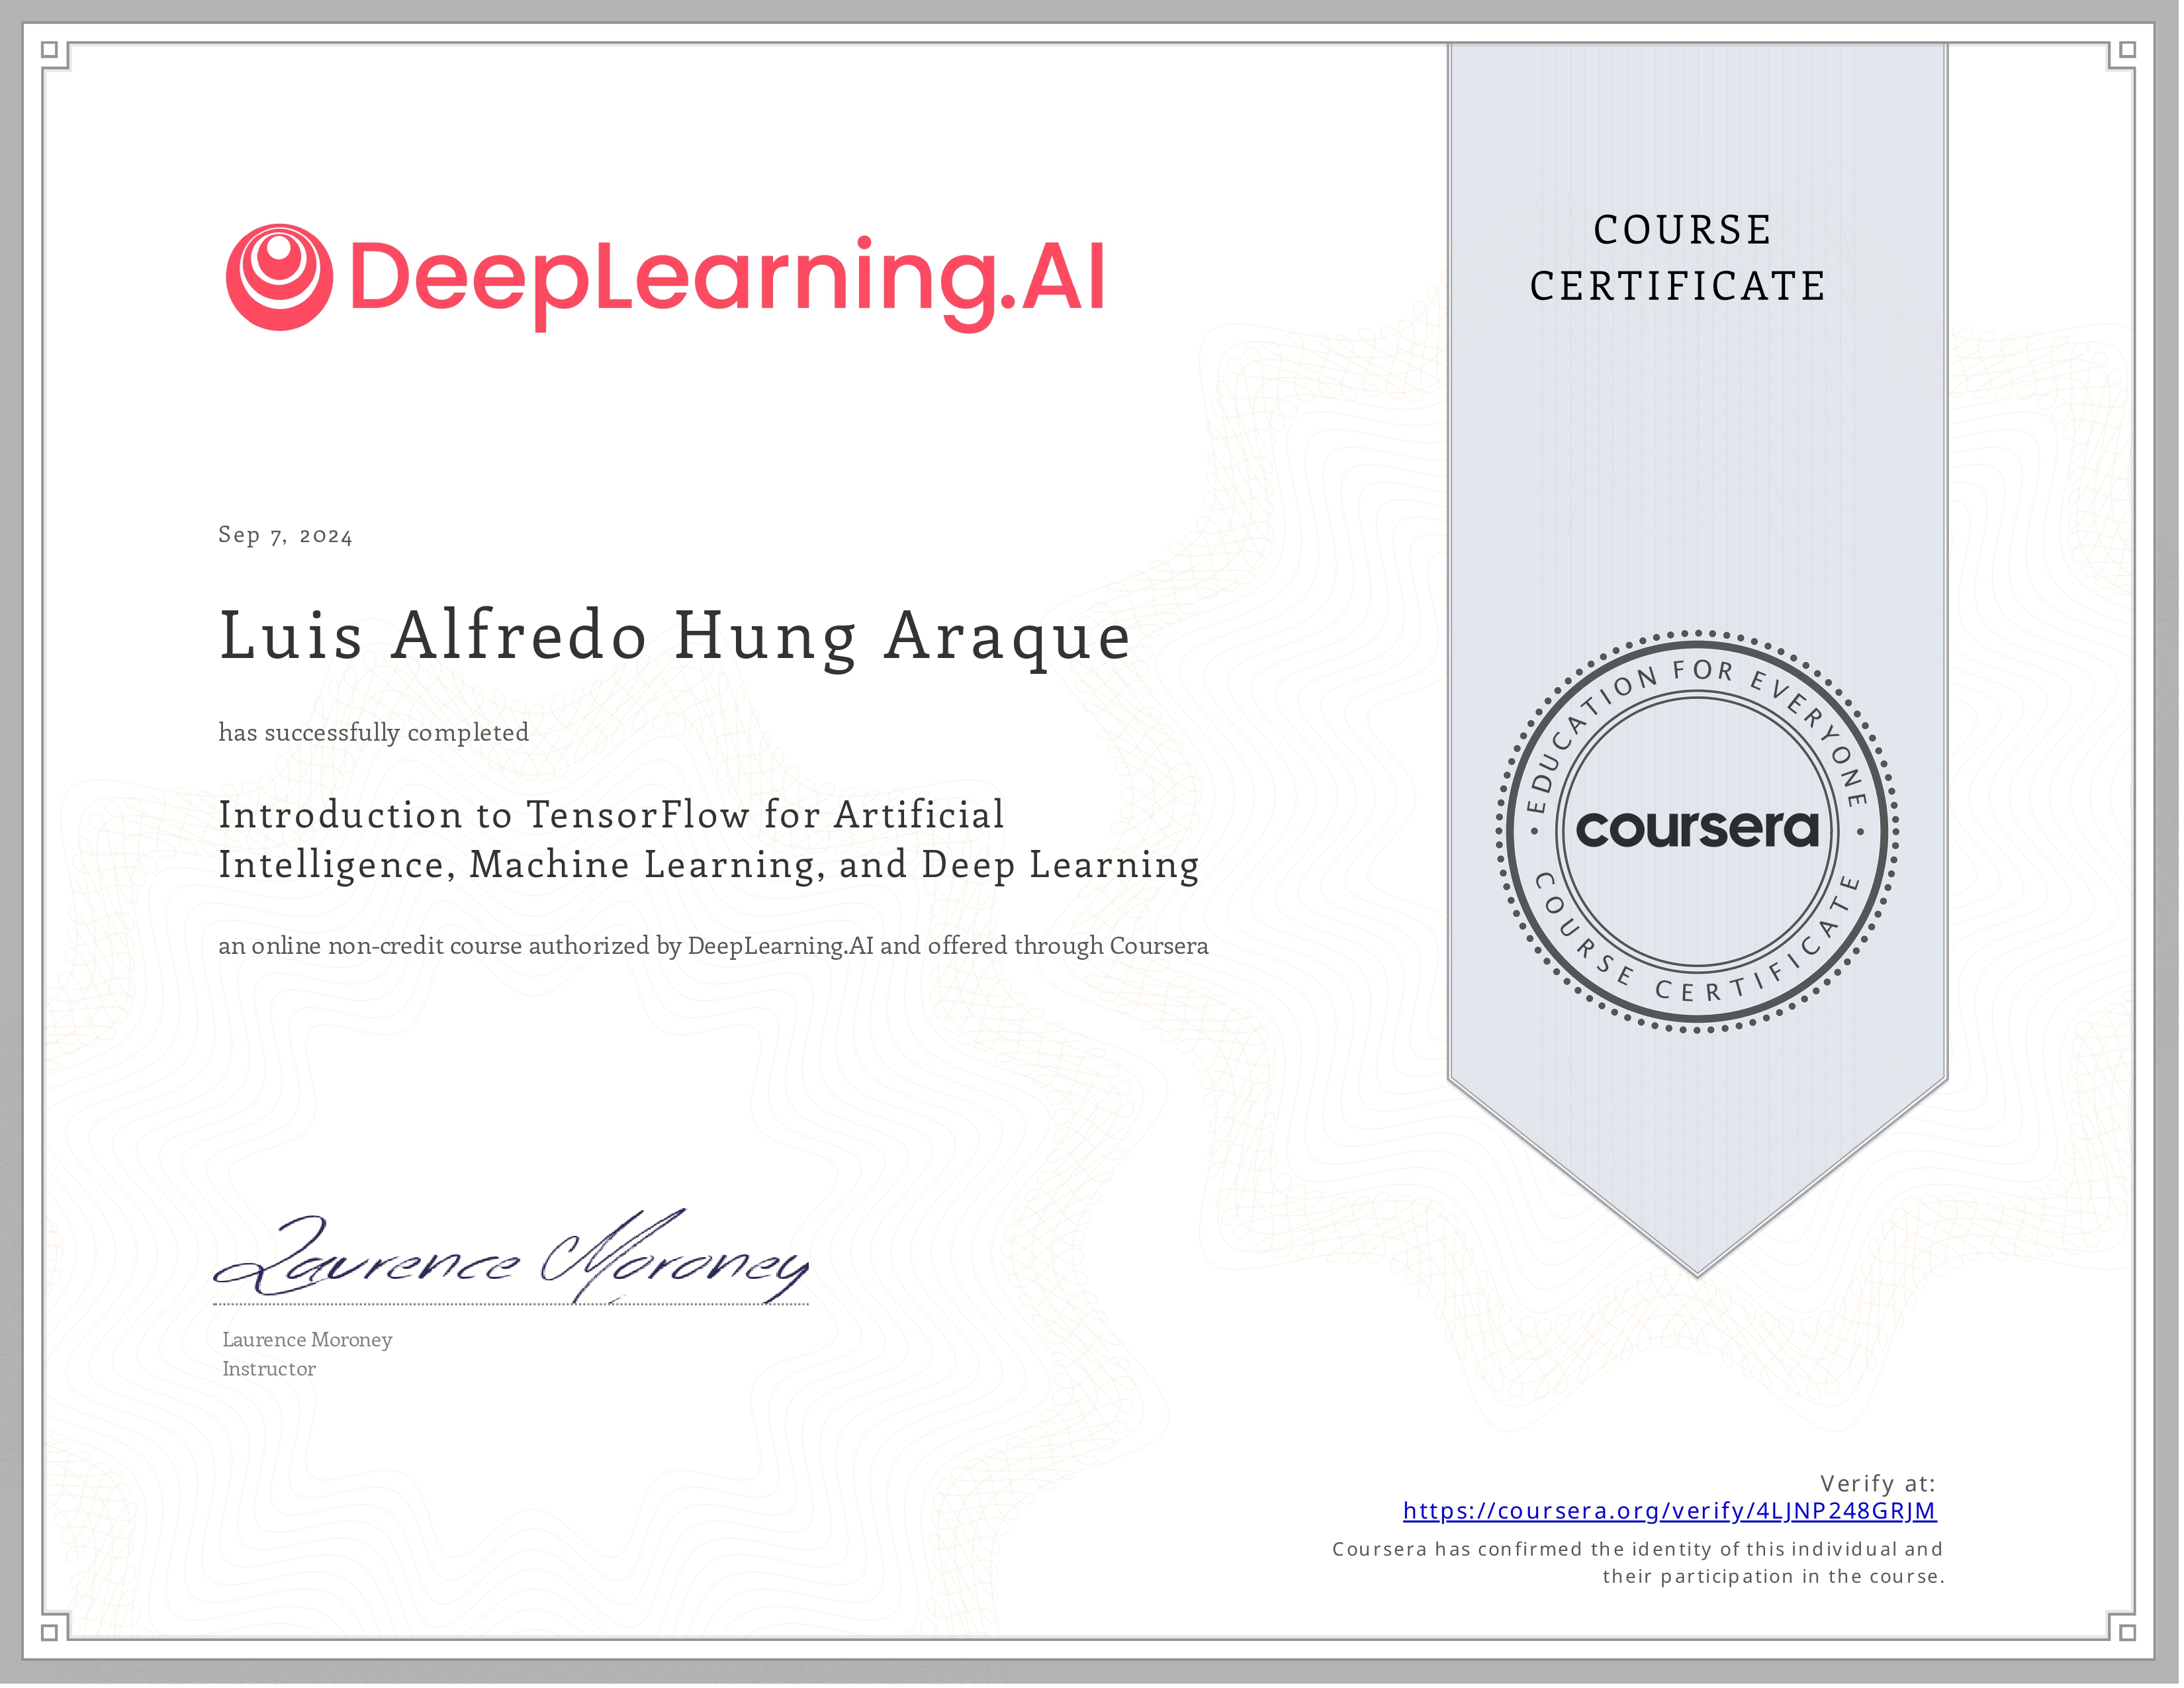 DeepLearning.AI
COURSE
CERTIFICATE
Sep 7, 2024
Luis Alfredo Hung Araque
has successfully completed
Introduction to TensorFlow for Artificial
Intelligence, Machine Learning, and Deep Learning
an online non-credit course authorized by DeepLearning.AI and offered through Coursera
EDUCATION FOR EVERYONE
coursera
COURSE CERTIFICATE
Laurence Moroney
Laurence Moroney
Instructor
Verify at:
https://coursera.org/verify/4LJNP248GRJM
Coursera has confirmed the identity of this individual and
their participation in the course.